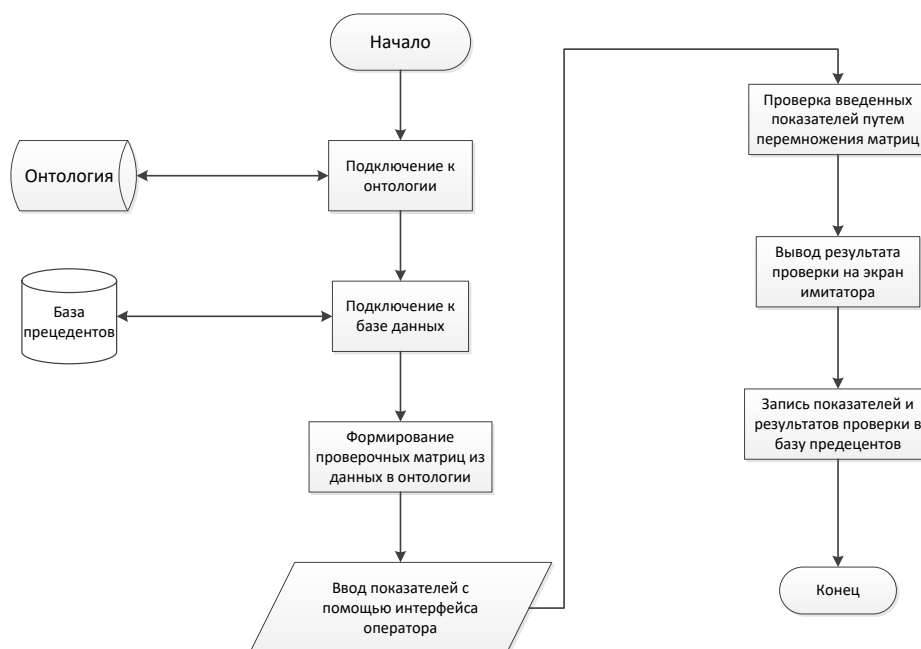 Начало
Онтология
Подключение к
онтологии
База
прецедентов
Подключение к
базе данных
Формирование
проверочных матриц из
данных в онтологии
Ввод показателей с
помощью интерфейса
оператора
Проверка введенных
показателей путем
перемножения матриц
Вывод результата
проверки на экран
имитатора
Запись показателей и
результатов проверки в
базу предецентов
Конец